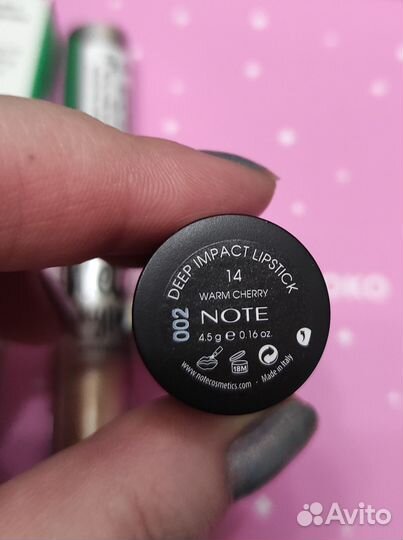 DEEP IMPACT LIPSTICK
14
WARM CHERRY
002
NOTE
4.5 g e 0.16 oz.
18M
Made in Italy
www.notecosmetics.com
OKO
Avito